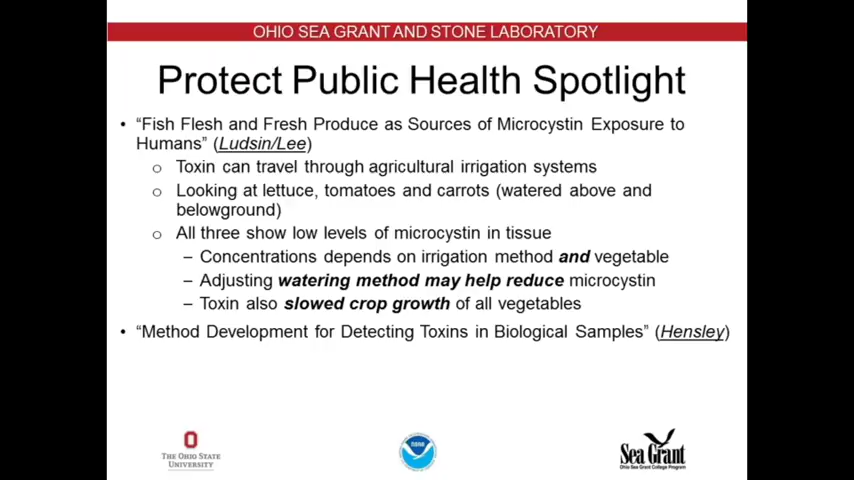 OHIO SEA GRANT AND STONE LABORATORY
Protect Public Health Spotlight
• “Fish Flesh and Fresh Produce as Sources of Microcystin Exposure to
Humans” (Ludsin/Lee)
o Toxin can travel through agricultural irrigation systems
o Looking at lettuce, tomatoes and carrots (watered above and
belowground)
o All three show low levels of microcystin in tissue
– Concentrations depends on irrigation method and vegetable
– Adjusting watering method may help reduce microcystin
– Toxin also slowed crop growth of all vegetables
• “Method Development for Detecting Toxins in Biological Samples” (Hensley)
THE OHIO STATE
UNIVERSITY
noaa
Sea Grant
Ohio Sea Grant College Program